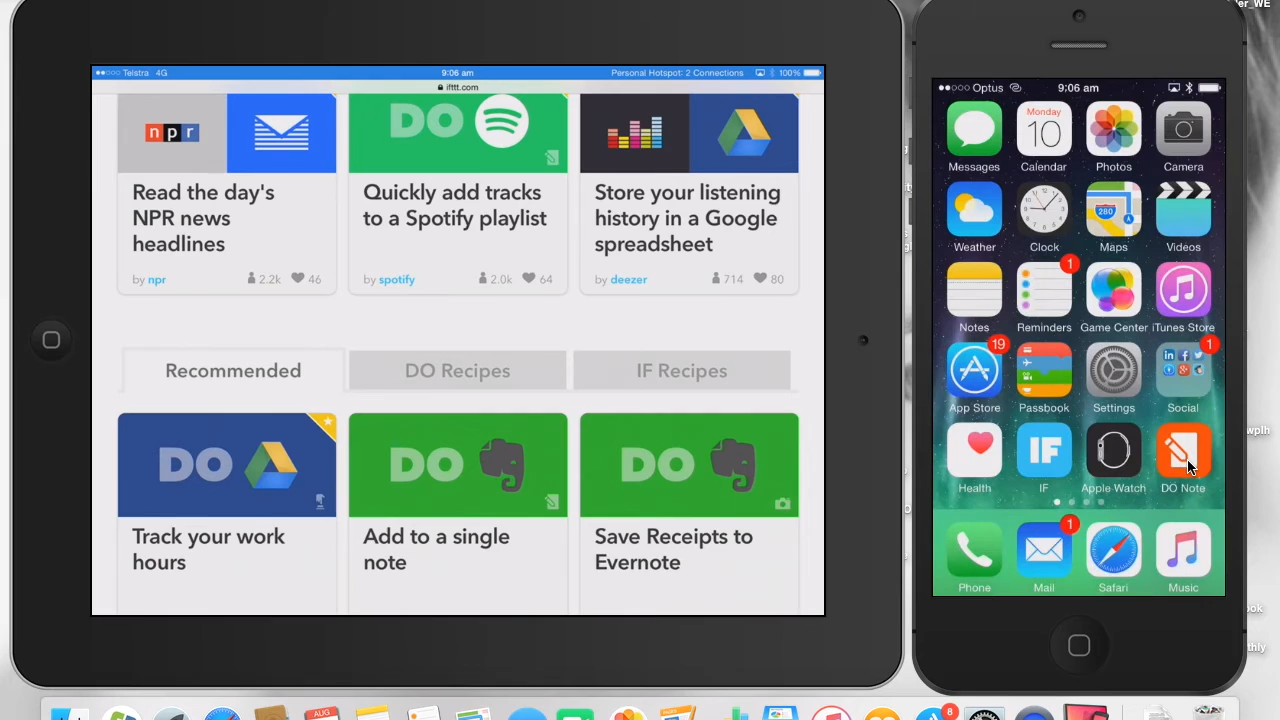 Telstra 4G 9:06 am Personal Hotspot: 2 Connections 100%
ifttt.com
npr
DO
Read the day's
NPR news
headlines
by npr 2.2k 46
Quickly add tracks
to a Spotify playlist
by spotify 2.0k 64
Store your listening
history in a Google
spreadsheet
by deezer 714 80
Recommended DO Recipes IF Recipes
DO DO DO
Track your work
hours
Add to a single
note
Save Receipts to
Evernote
er_WE
Optus 9:06 am
Monday
10
Messages Calendar Photos Camera
280
Weather Clock Maps Videos
1
Notes Reminders Game Center iTunes Store
19 1
App Store Passbook Settings Social
IF
Health IF Apple Watch DO Note
1
Phone Mail Safari Music
wplh
ook
thly
AUG
8